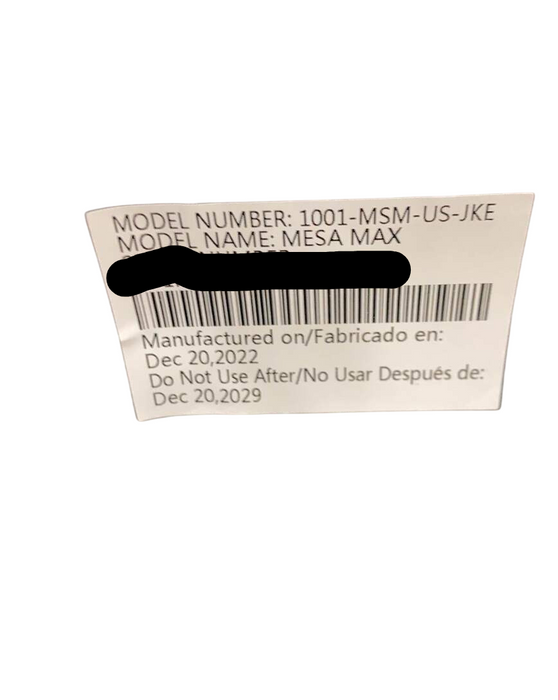 MODEL NUMBER: 1001-MSM-US-JKE
MODEL NAME: MESA MAX
Manufactured on/Fabricado en:
Dec 20,2022
Do Not Use After/No Usar Después de:
Dec 20,2029